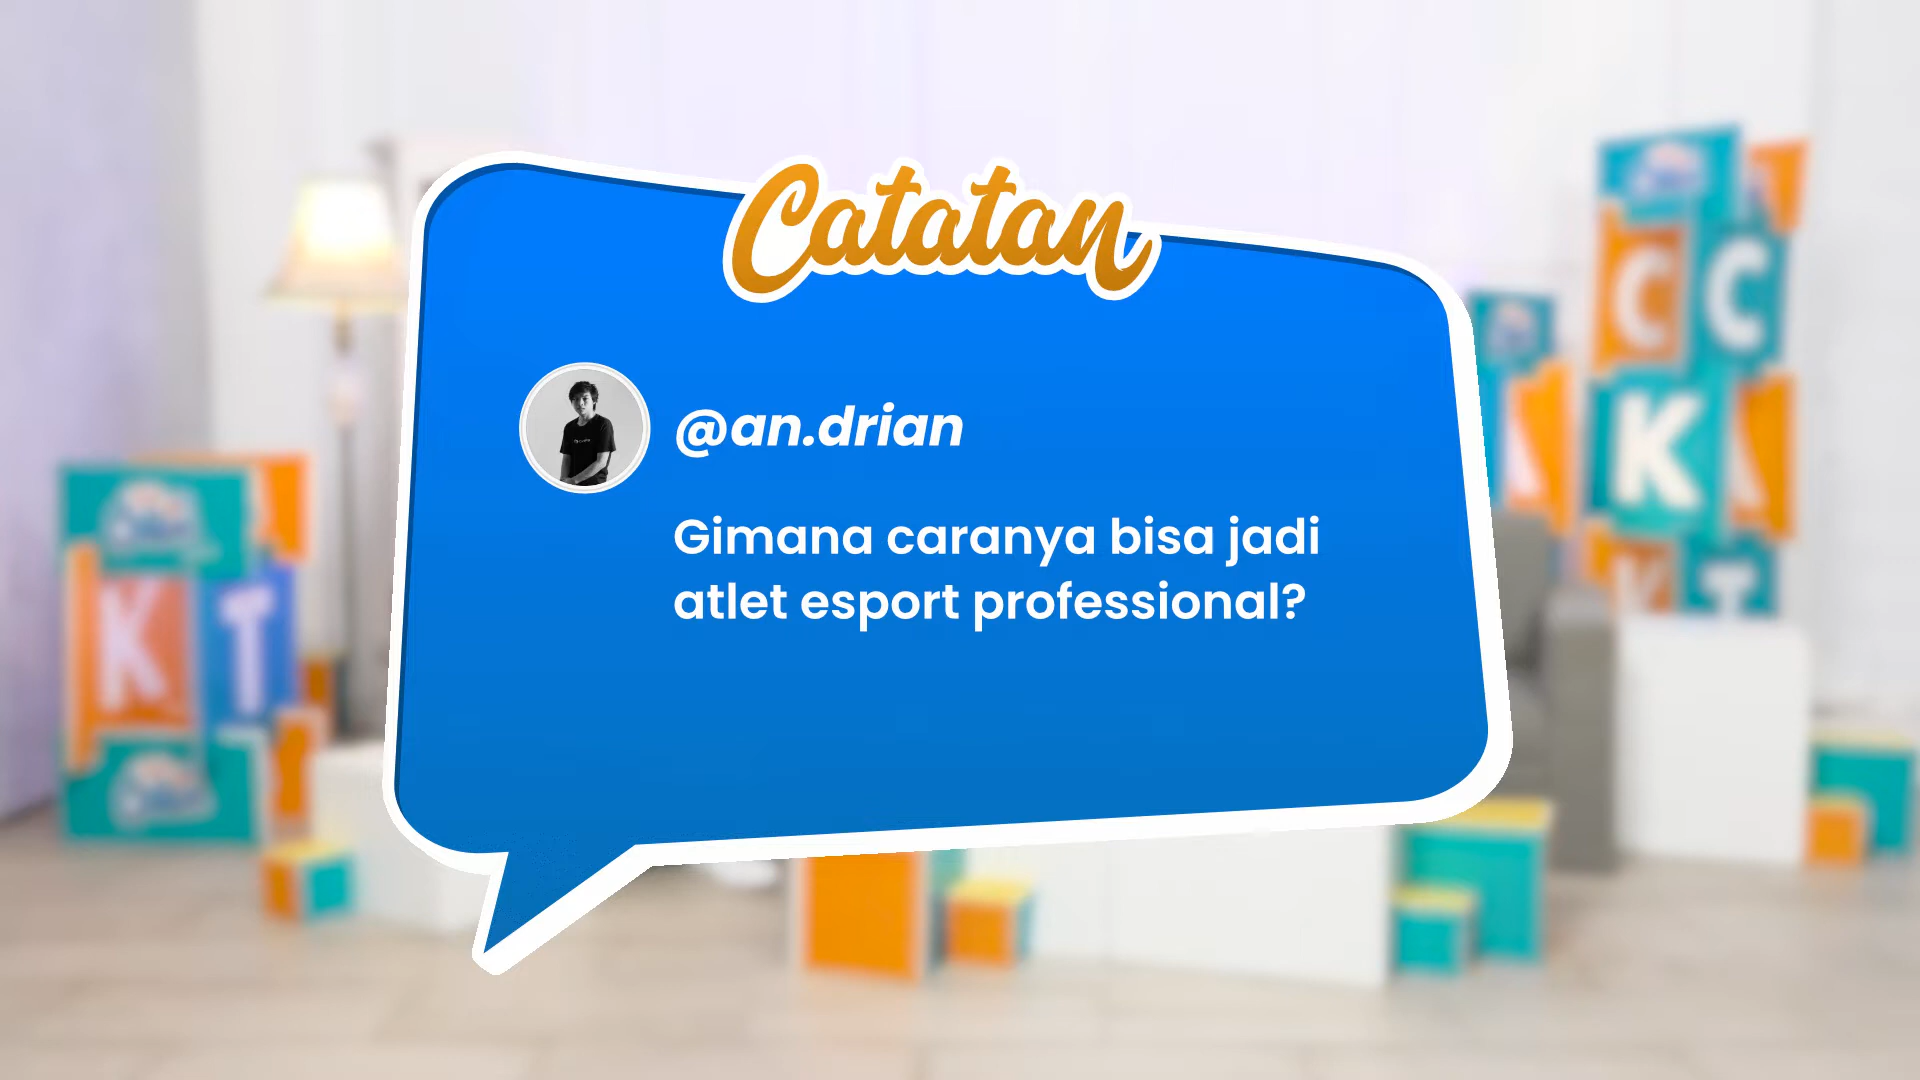 Catatan
@an.drian
Gimana caranya bisa jadi
atlet esport professional?
C
C
K
K
T
T